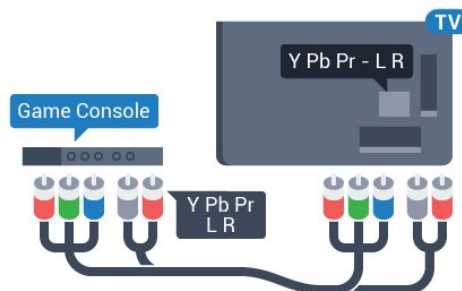 TV
Y Pb Pr - L R
Game Console
Y Pb Pr
L R